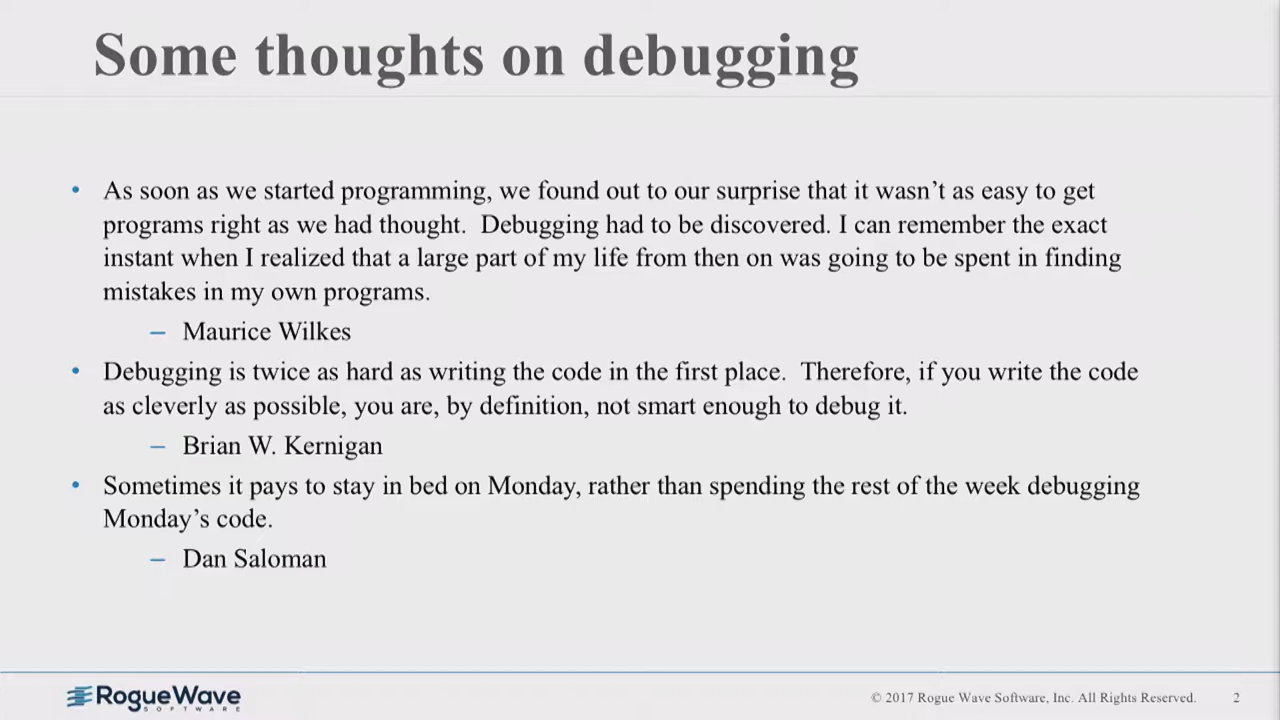 Some thoughts on debugging
• As soon as we started programming, we found out to our surprise that it wasn’t as easy to get
programs right as we had thought.  Debugging had to be discovered. I can remember the exact
instant when I realized that a large part of my life from then on was going to be spent in finding
mistakes in my own programs.
– Maurice Wilkes
• Debugging is twice as hard as writing the code in the first place.  Therefore, if you write the code
as cleverly as possible, you are, by definition, not smart enough to debug it.
– Brian W. Kernigan
• Sometimes it pays to stay in bed on Monday, rather than spending the rest of the week debugging
Monday’s code.
– Dan Saloman
RogueWave
SOFTWARE
© 2017 Rogue Wave Software, Inc. All Rights Reserved. 2